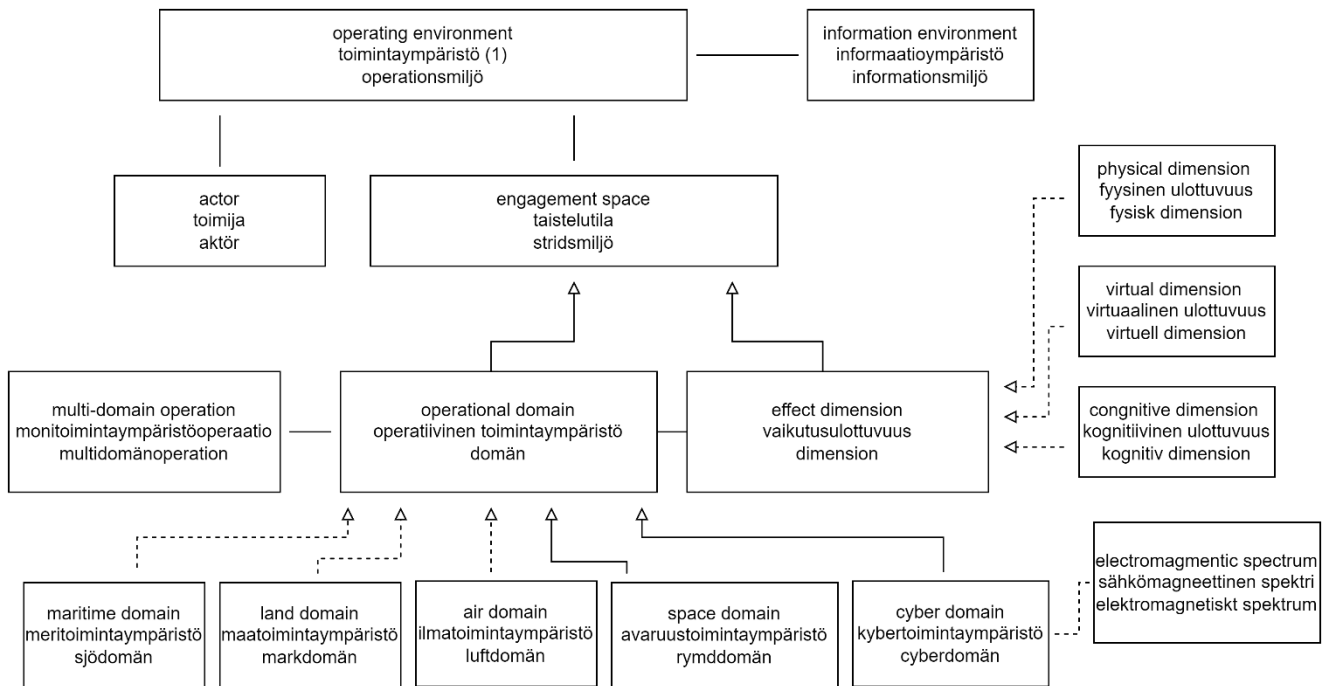 operating environment
toimintaympäristö (1)
operationsmiljö
information environment
informaatioympäristö
informationsmiljö
actor
toimija
aktör
engagement space
taistelutila
stridsmiljö
physical dimension
fyysinen ulottuvuus
fysisk dimension
virtual dimension
virtuaalinen ulottuvuus
virtuell dimension
multi-domain operation
monitoimintaympäristöoperaatio
multidomänoperation
operational domain
operatiivinen toimintaympäristö
domän
effect dimension
vaikutusulottuvuus
dimension
congnitive dimension
kognitiivinen ulottuvuus
kognitiv dimension
maritime domain
meritoimintaympäristö
sjödomän
land domain
maatoimintaympäristö
markdomän
air domain
ilmatoimintaympäristö
luftdomän
space domain
avaruustoimintaympäristö
rymddomän
cyber domain
kybertoimintaympäristö
cyberdomän
electromagmentic spectrum
sähkömagneettinen spektri
elektromagnetiskt spektrum